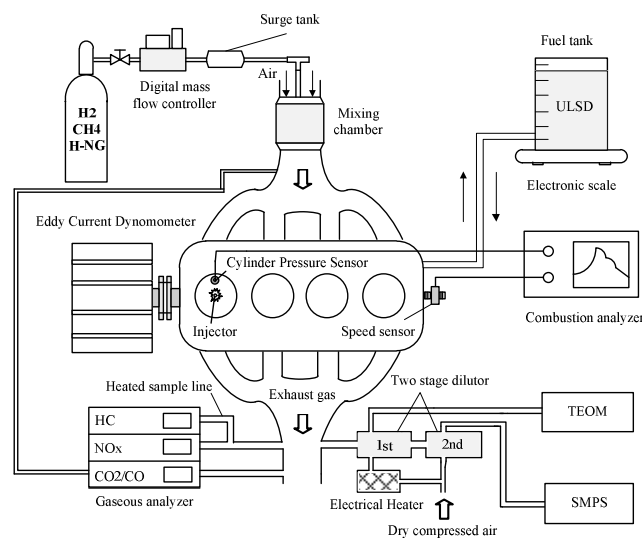 Surge tank
Fuel tank
Air
H2
CH4
H-NG
Digital mass
flow controller
Mixing
chamber
ULSD
Electronic scale
Eddy Current Dynomometer
Cylinder Pressure Sensor
Injector
Speed sensor
Combustion analyzer
Heated sample line
Exhaust gas
Two stage dilutor
TEOM
HC
NOx
CO2/CO
1st
2nd
Gaseous analyzer
Electrical Heater
SMPS
Dry compressed air